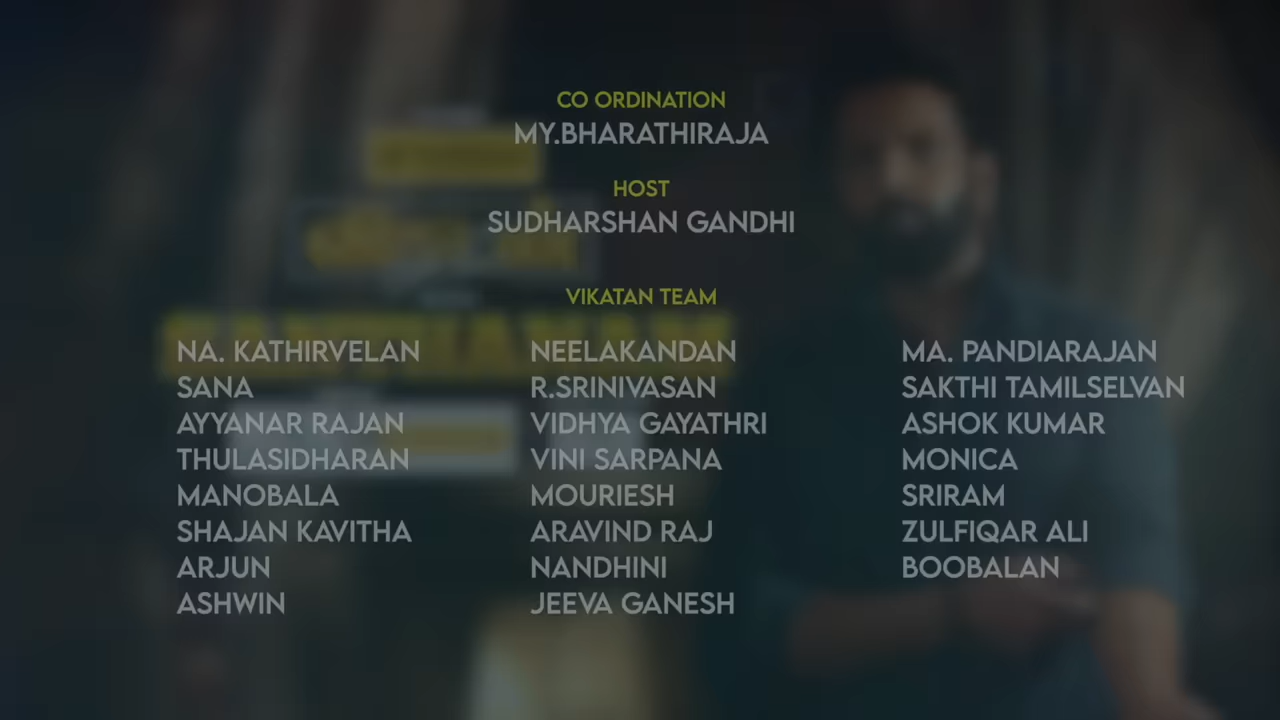 CO ORDINATION
MY.BHARATHIRAJA
HOST
SUDHARSHAN GANDHI
VIKATAN TEAM
NA. KATHIRVELAN
SANA
AYYANAR RAJAN
THULASIDHARAN
MANOBALA
SHAJAN KAVITHA
ARJUN
ASHWIN
NEELAKANDAN
R.SRINIVASAN
VIDHYA GAYATHRI
VINI SARPANA
MOURIESH
ARAVIND RAJ
NANDHINI
JEEVA GANESH
MA. PANDIARAJAN
SAKTHI TAMILSELVAN
ASHOK KUMAR
MONICA
SRIRAM
ZULFIQAR ALI
BOOBALAN